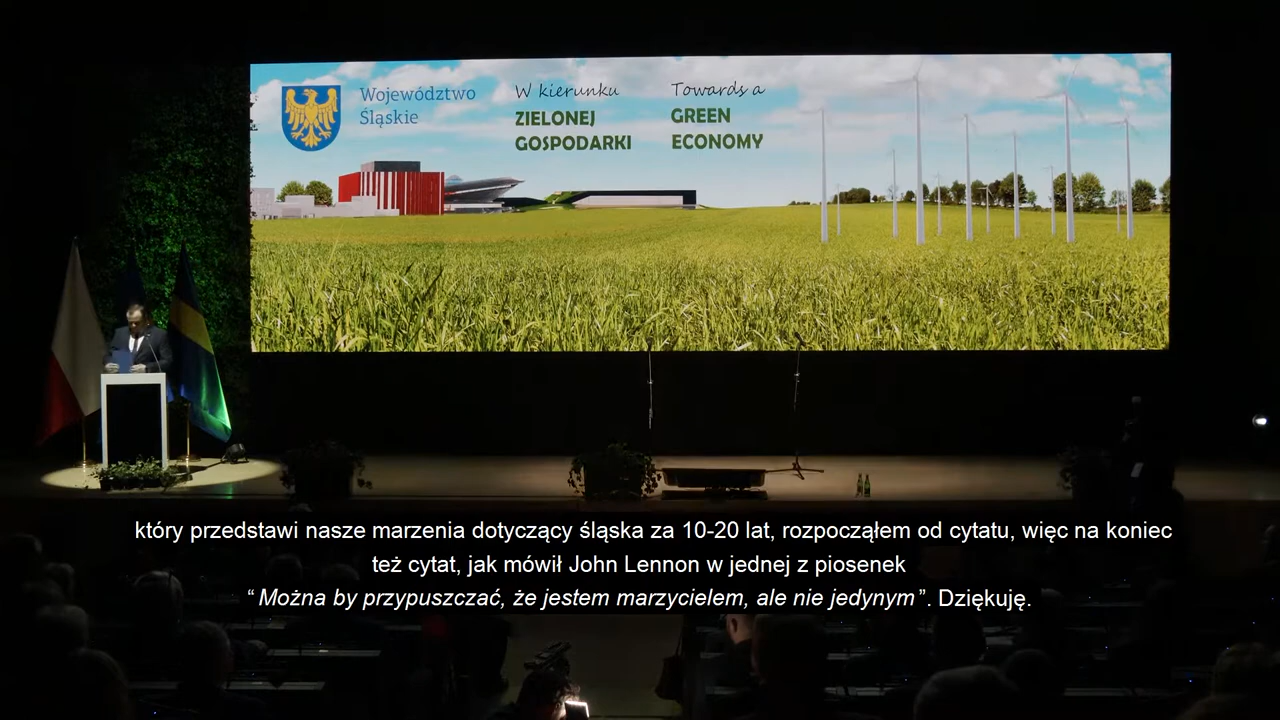 Województwo
Śląskie
W kierunku
ZIELONEJ
GOSPODARKI
Towards a
GREEN
ECONOMY
który przedstawi nasze marzenia dotyczący śląska za 10-20 lat, rozpocząłem od cytatu, więc na koniec
też cytat, jak mówił John Lennon w jednej z piosenek
“Można by przypuszczać, że jestem marzycielem, ale nie jedynym”. Dziękuję.